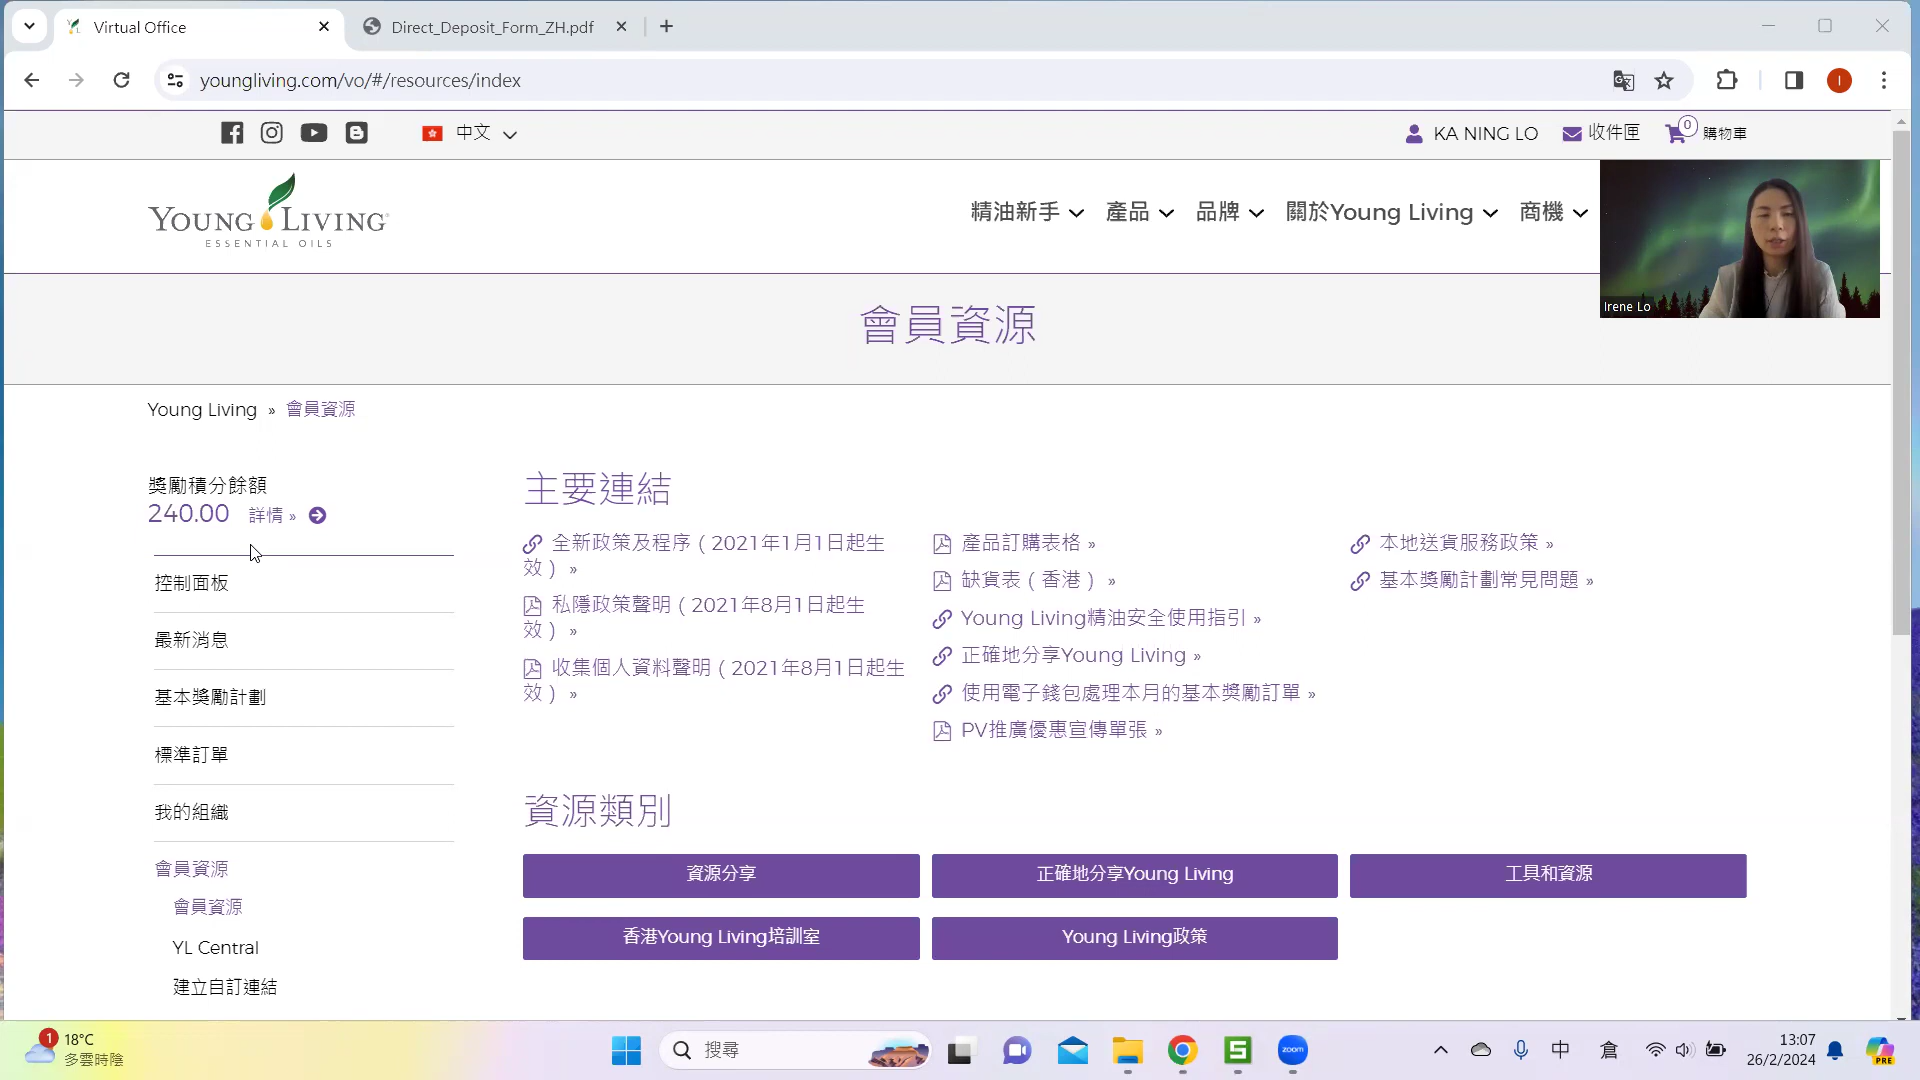 Virtual Office
Direct_Deposit_Form_ZH.pdf
youngliving.com/vo/#/resources/index
I
中文
KA NING LO
收件匣
0
購物車
YOUNG LIVING
ESSENTIAL OILS
精油新手
產品
品牌
關於Young Living
商機
Irene Lo
會員資源
Young Living » 會員資源
獎勵積分餘額
240.00 詳情 »
控制面板
最新消息
基本獎勵計劃
標準訂單
我的組織
會員資源
會員資源
YL Central
建立自訂連結
主要連結
全新政策及程序（2021年1月1日起生
效） »
私隱政策聲明（2021年8月1日起生
效） »
收集個人資料聲明（2021年8月1日起生
效） »
產品訂購表格 »
缺貨表（香港） »
Young Living精油安全使用指引 »
正確地分享Young Living »
使用電子錢包處理本月的基本獎勵訂單 »
PV推廣優惠宣傳單張 »
本地送貨服務政策 »
基本獎勵計劃常見問題 »
資源類別
資源分享
正確地分享Young Living
工具和資源
香港Young Living培訓室
Young Living政策
1
18°C
多雲時陰
搜尋
S
zoom
中
倉
13:07
26/2/2024
PRE